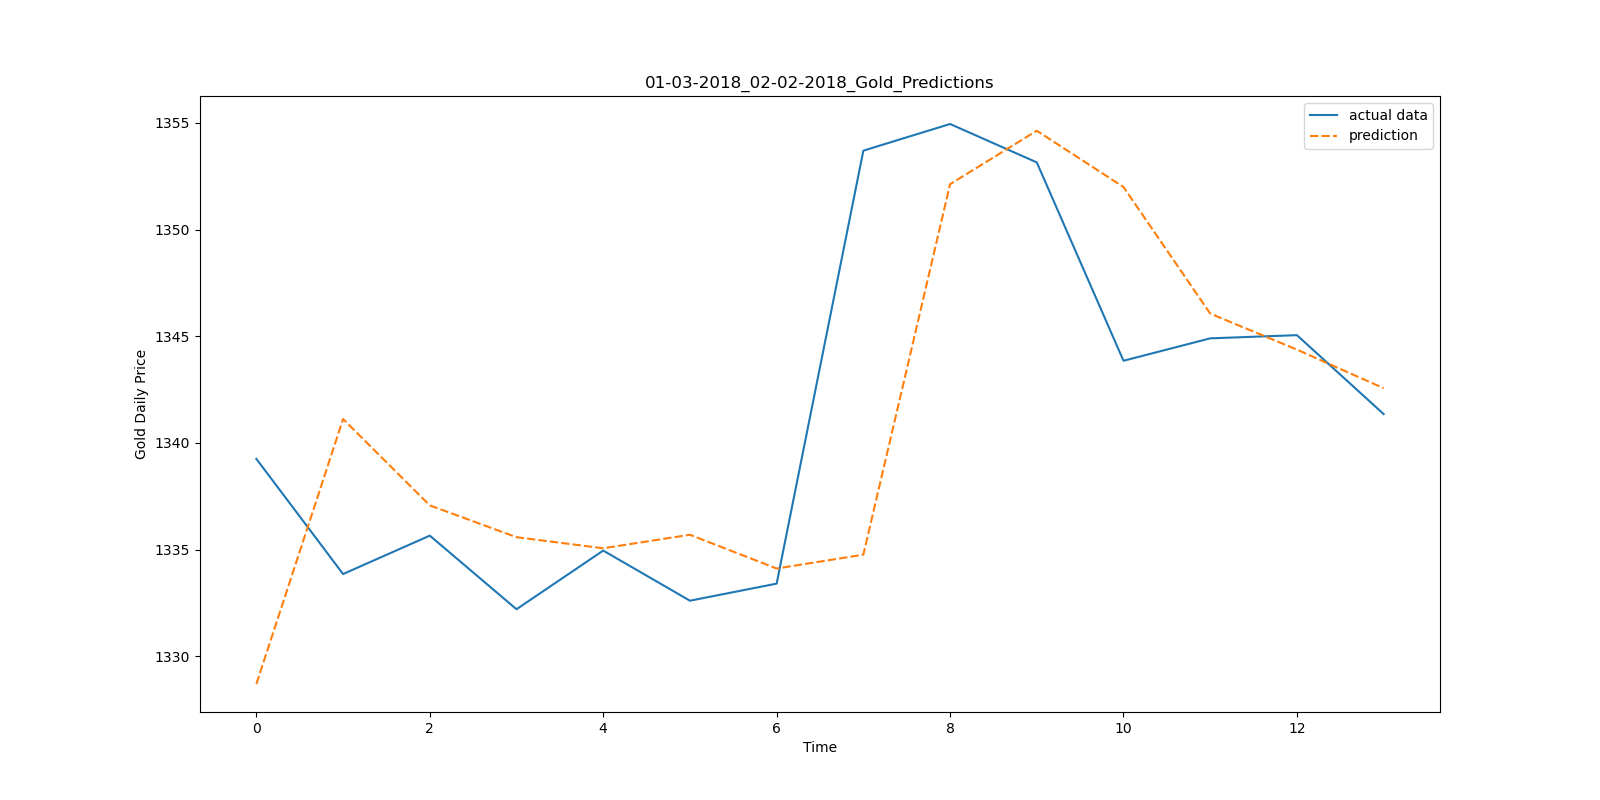 01-03-2018_02-02-2018_Gold_Predictions
actual data
prediction
1355
1350
1345
1340
1335
1330
Gold Daily Price
0 2 4 6 8 10 12
Time